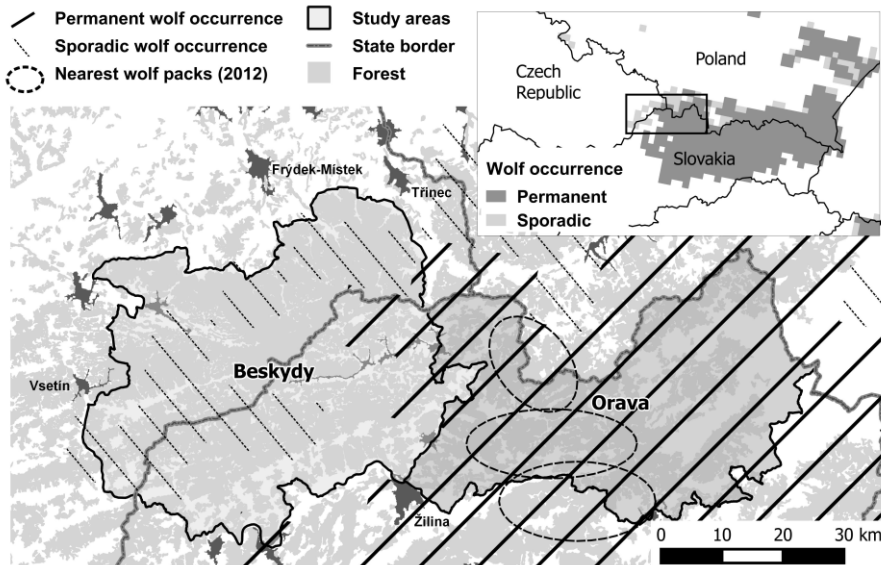 Permanent wolf occurrence
Sporadic wolf occurrence
Nearest wolf packs (2012)
Study areas
State border
Forest
Poland
Czech
Republic
Slovakia
Wolf occurrence
Permanent
Sporadic
Frýdek-Místek
Třinec
Beskydy
Vsetín
Orava
Žilina
0 10 20 30 km